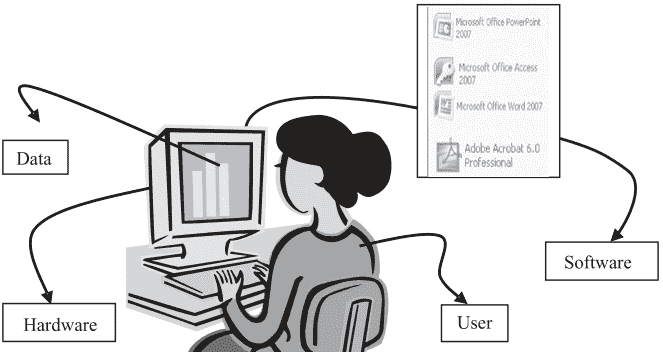 Microsoft Office PowerPoint
2007
Microsoft Office Access
2007
Microsoft Office Word 2007
Adobe Acrobat 6.0
Professional
Data
Software
Hardware
User